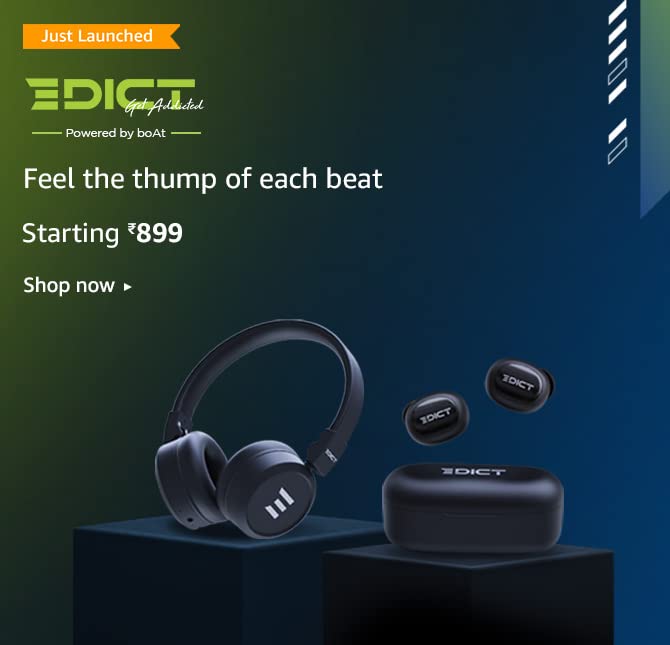 Just Launched
EDICT
Get Addicted
Powered by boAt
Feel the thump of each beat
Starting ₹899
Shop now ▸
EDICT
EDICT
EDICT
EDICT